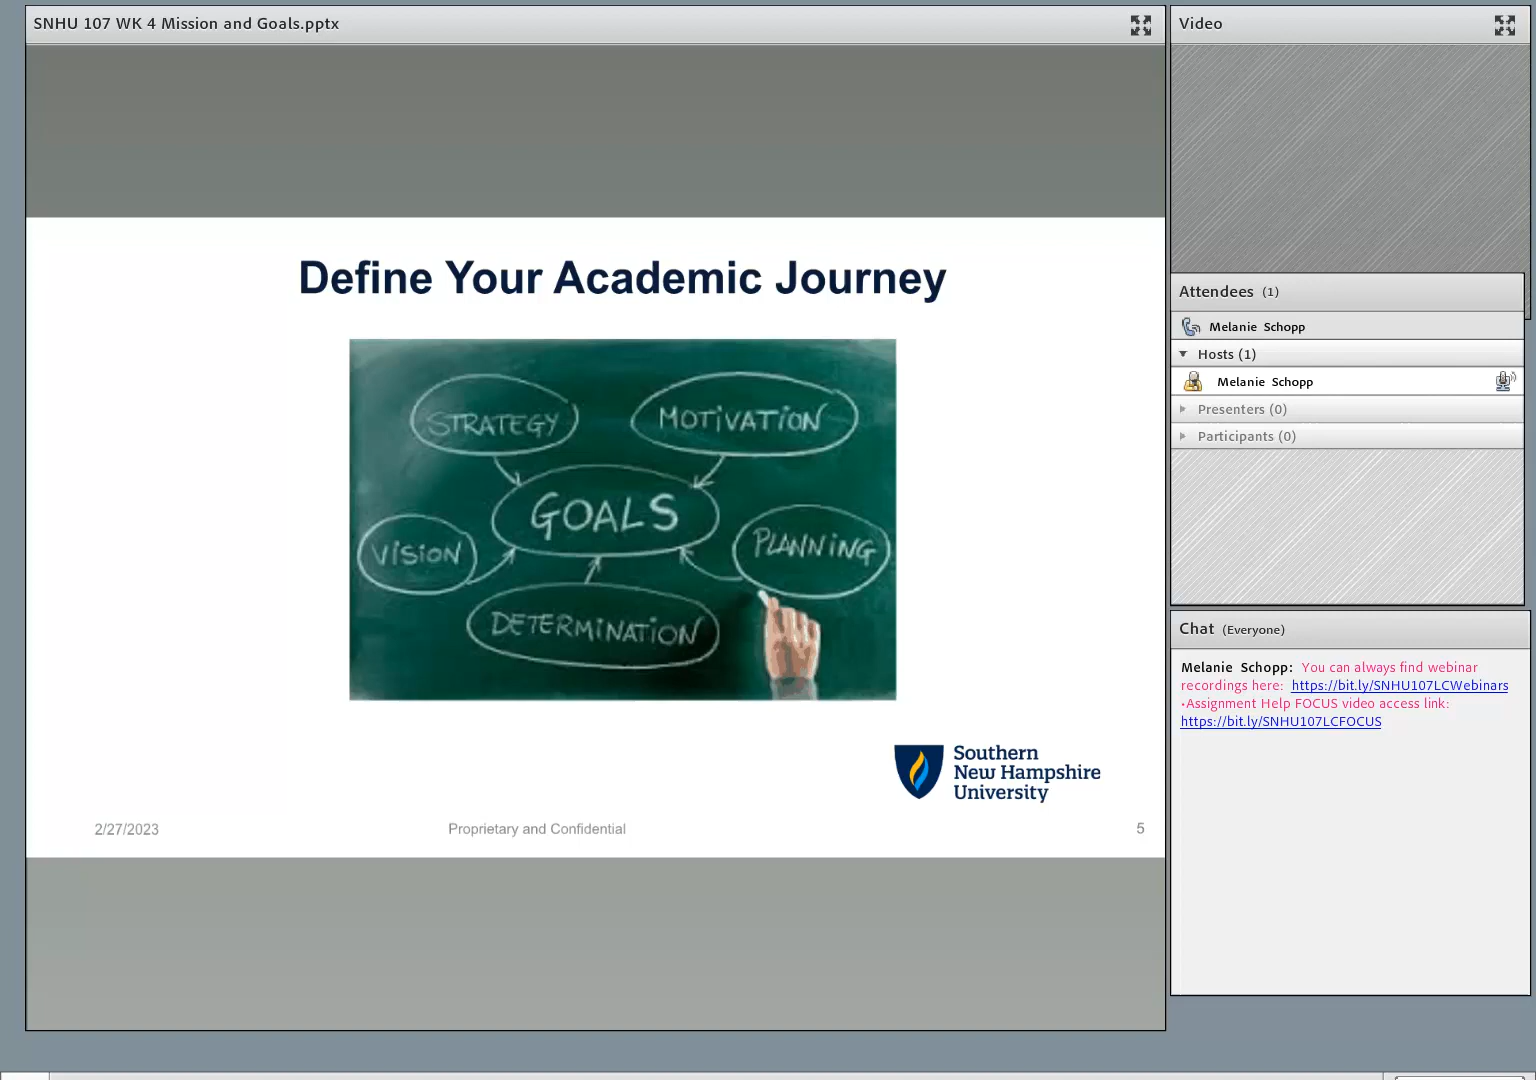 SNHU 107 WK 4 Mission and Goals.pptx
Define Your Academic Journey
STRATEGY
MOTIVATION
GOALS
VISION
PLANNING
DETERMINATION
Southern
New Hampshire
University
2/27/2023
Proprietary and Confidential
5
Video
Attendees (1)
Melanie Schopp
Hosts (1)
Melanie Schopp
Presenters (0)
Participants (0)
Chat (Everyone)
Melanie Schopp: You can always find webinar
recordings here: https://bit.ly/SNHU107LCWebinars
•Assignment Help FOCUS video access link:
https://bit.ly/SNHU107LCFOCUS